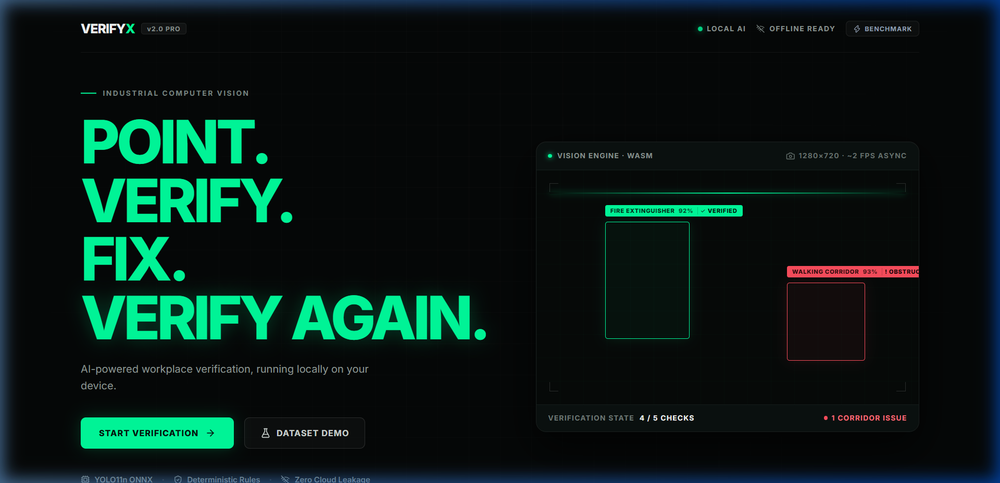 VERIFYX v2.0 PRO
LOCAL AI OFFLINE READY BENCHMARK
INDUSTRIAL COMPUTER VISION
POINT.
VERIFY.
FIX.
VERIFY AGAIN.
AI-powered workplace verification, running locally on your
device.
START VERIFICATION → DATASET DEMO
YOLO11n ONNX · Deterministic Rules · Zero Cloud Leakage
VISION ENGINE · WASM 1280×720 · ~2 FPS ASYNC
FIRE EXTINGUISHER 92% ✓ VERIFIED
WALKING CORRIDOR 93% ! OBSTRUC
VERIFICATION STATE 4 / 5 CHECKS 1 CORRIDOR ISSUE